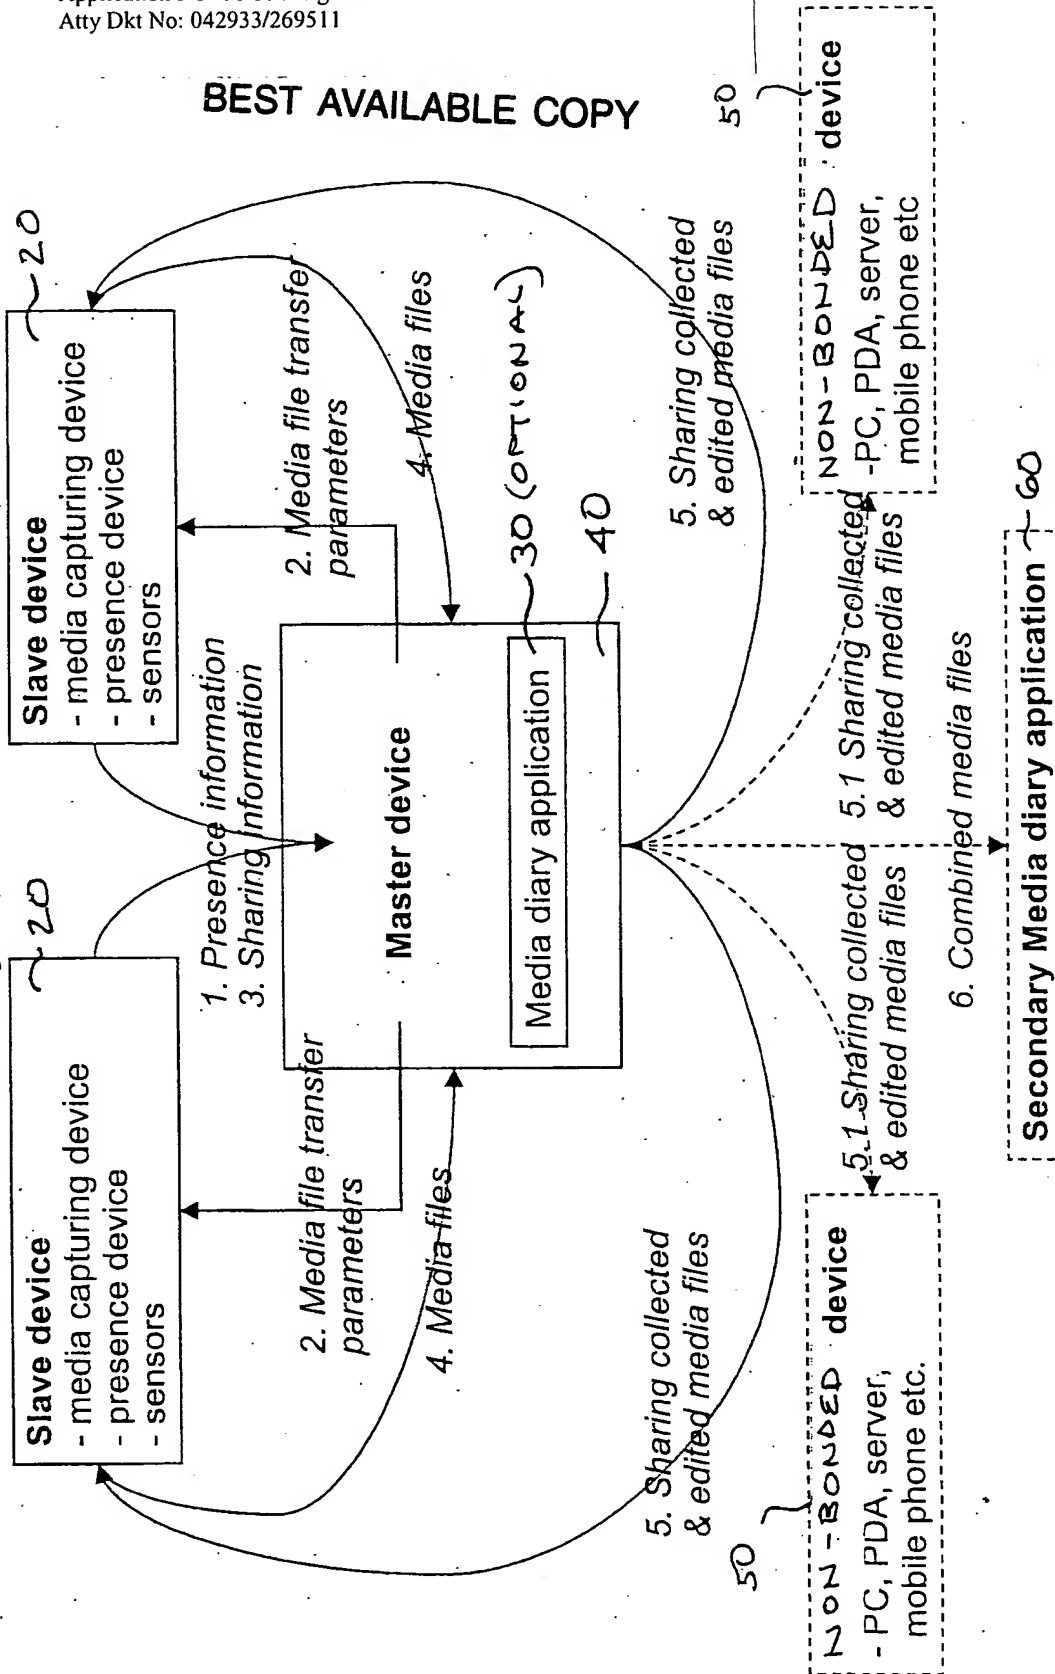 Atty Dkt No: 042933/269511
BEST AVAILABLE COPY
Slave device
- media capturing device
- presence device
- sensors
20
Slave device
- media capturing device
- presence device
- sensors
20
1. Presence information
3. Sharing information
2. Media file transfer
parameters
2. Media file transfer
parameters
4. Media files
4. Media files
Master device
Media diary application
30 (OPTIONAL)
40
5. Sharing collected
& edited media files
5. Sharing collected
& edited media files
50
NON-BONDED device
- PC, PDA, server,
mobile phone etc.
5.1 Sharing collected
& edited media files
5.1 Sharing collected
& edited media files
50
NON-BONDED device
-PC, PDA, server,
mobile phone etc
6. Combined media files
Secondary Media diary application
60